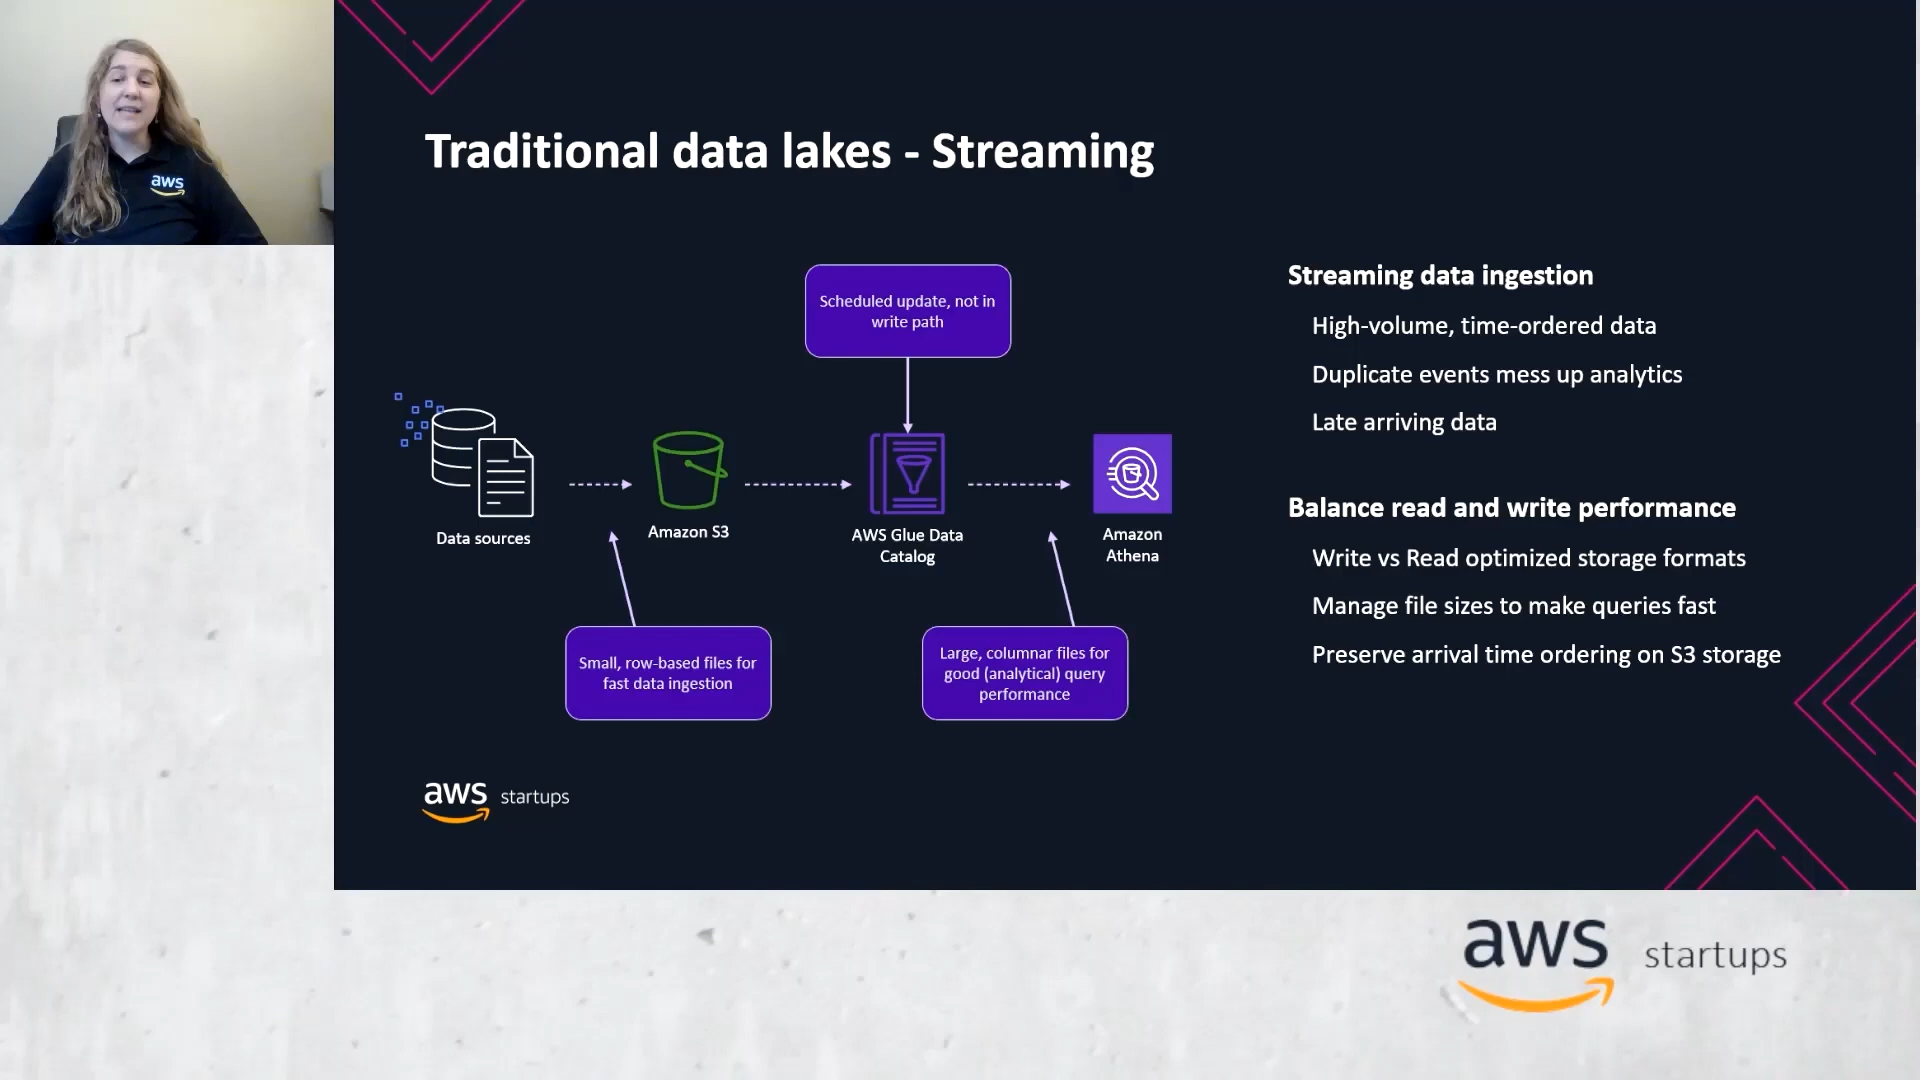 aws
Traditional data lakes - Streaming
Scheduled update, not in
write path
Data sources
Amazon S3
AWS Glue Data
Catalog
Amazon
Athena
Small, row-based files for
fast data ingestion
Large, columnar files for
good (analytical) query
performance
Streaming data ingestion
High-volume, time-ordered data
Duplicate events mess up analytics
Late arriving data
Balance read and write performance
Write vs Read optimized storage formats
Manage file sizes to make queries fast
Preserve arrival time ordering on S3 storage
aws startups
aws startups